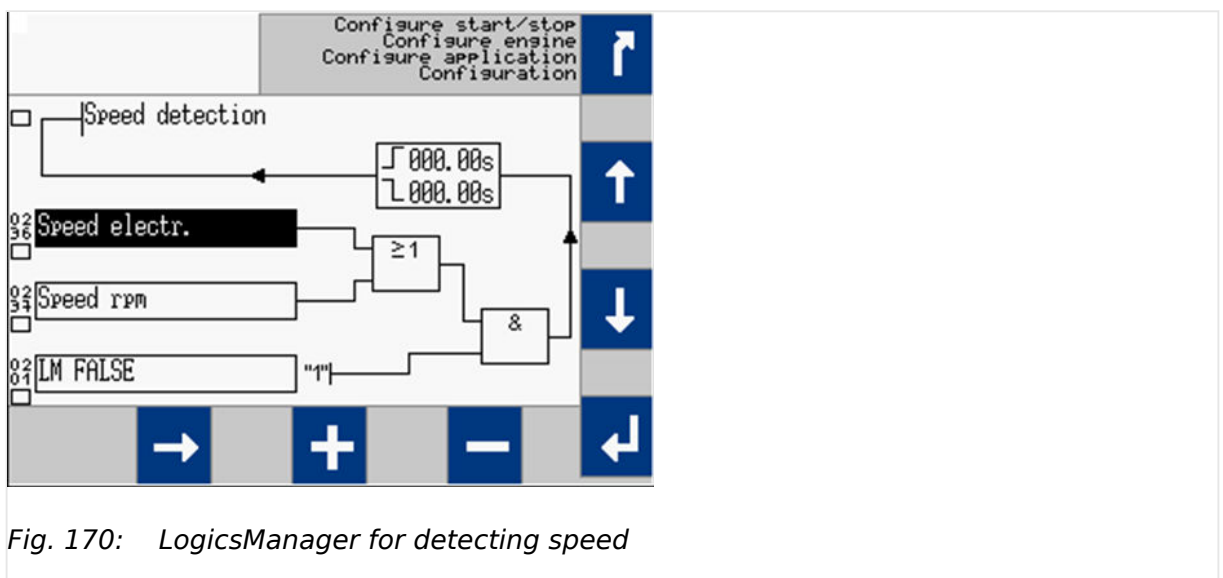 Configure start/stop
Configure engine
Configure application
Configuration
Speed detection
000.00s
000.00s
02
36
Speed electr.
≥1
02
34
Speed rpm
&
02
01
LM FALSE
"1"
Fig. 170: LogicsManager for detecting speed